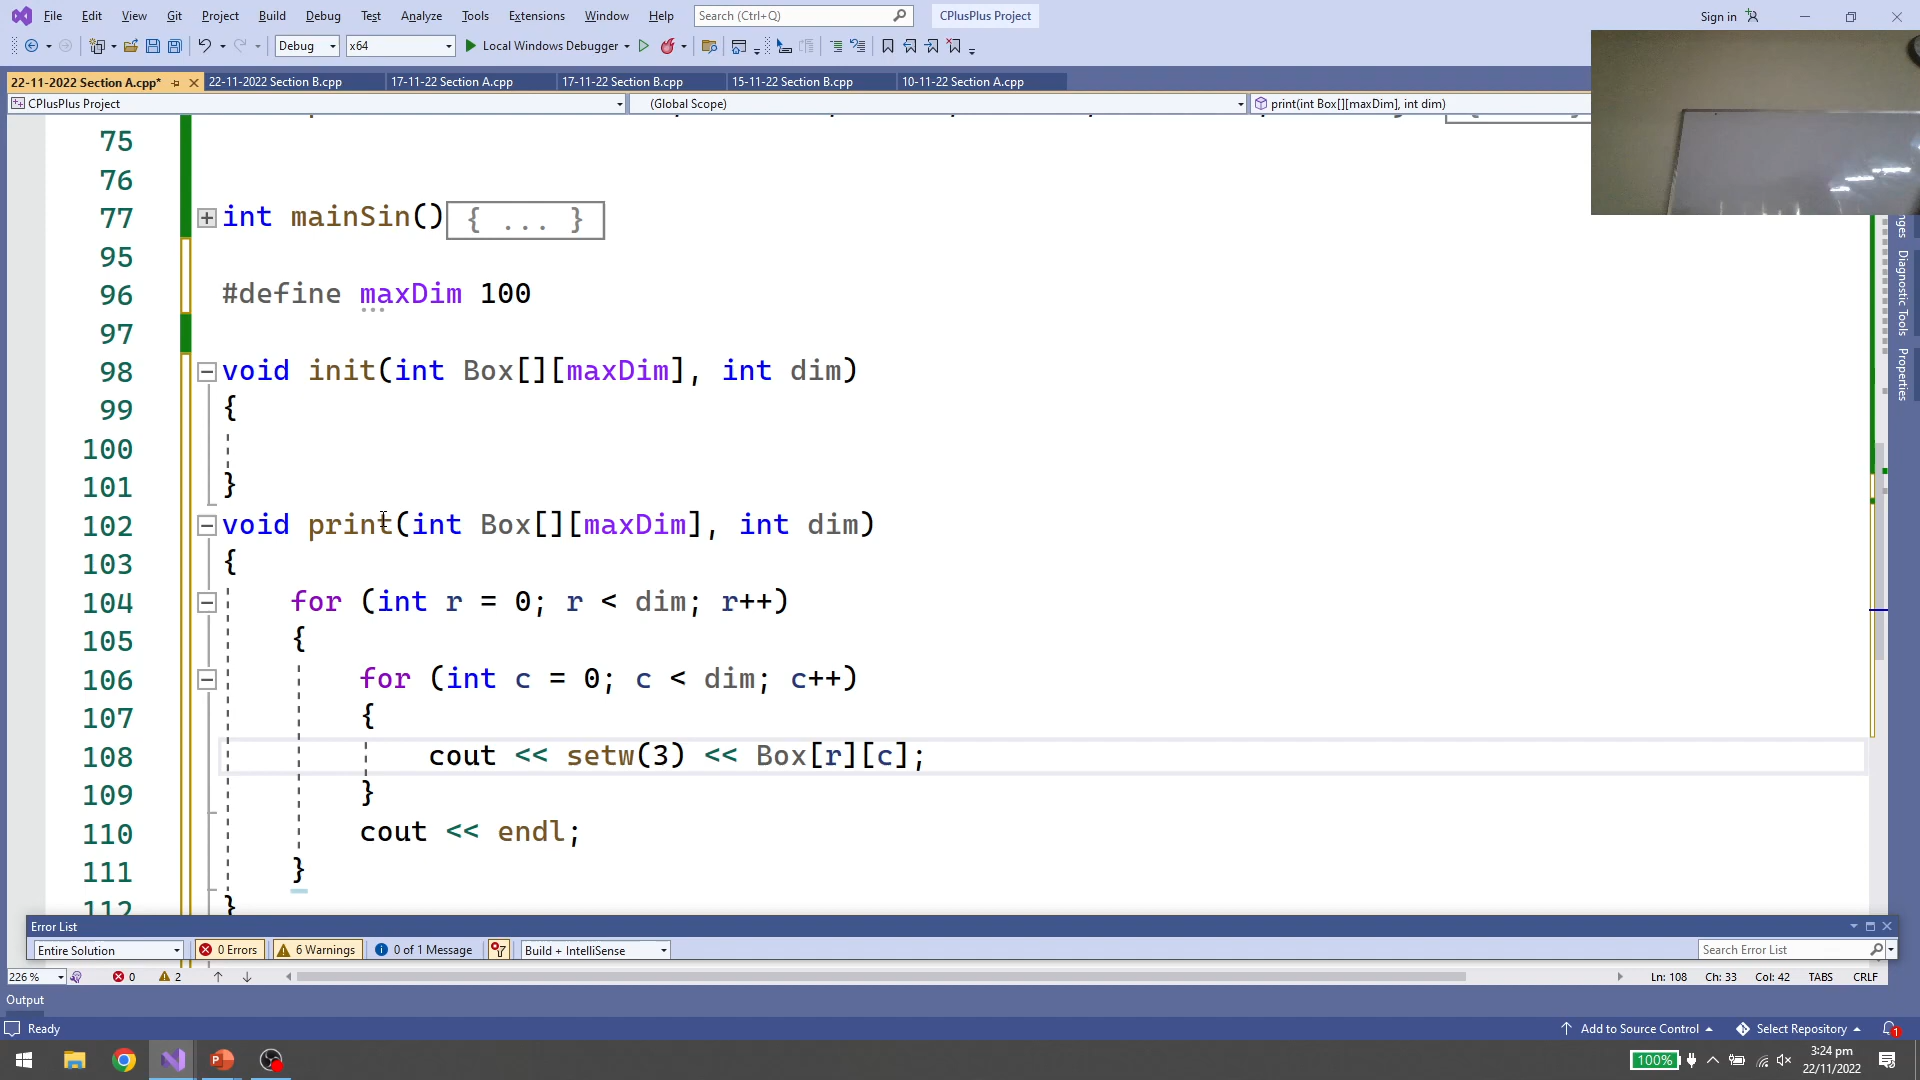 File Edit View Git Project Build Debug Test Analyze Tools Extensions Window Help Search (Ctrl+Q) CPlusPlus Project Sign in
Debug x64 Local Windows Debugger
22-11-2022 Section A.cpp* 22-11-2022 Section B.cpp 17-11-22 Section A.cpp 17-11-22 Section B.cpp 15-11-22 Section B.cpp 10-11-22 Section A.cpp
CPlusPlus Project (Global Scope) print(int Box[][maxDim], int dim)
75
76
77 int mainSin() { ... }
95
96 #define maxDim 100
97
98 void init(int Box[][maxDim], int dim)
99 {
100
101 }
102 void print(int Box[][maxDim], int dim)
103 {
104 for (int r = 0; r < dim; r++)
105 {
106 for (int c = 0; c < dim; c++)
107 {
108 cout << setw(3) << Box[r][c];
109 }
110 cout << endl;
111 }
112 }
Diagnostic Tools
Properties
Error List
Entire Solution 0 Errors 6 Warnings 0 of 1 Message Build + IntelliSense Search Error List
226 % 0 2 Ln: 108 Ch: 33 Col: 42 TABS CRLF
Output
Ready Add to Source Control Select Repository 1
100% 3:24 pm
22/11/2022